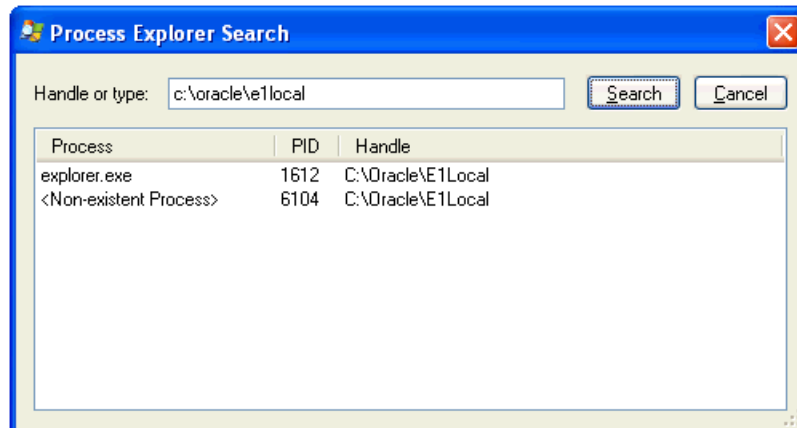 Process Explorer Search
Handle or type: c:\oracle\e1local Search Cancel
Process PID Handle
explorer.exe 1612 C:\Oracle\E1Local
<Non-existent Process> 6104 C:\Oracle\E1Local